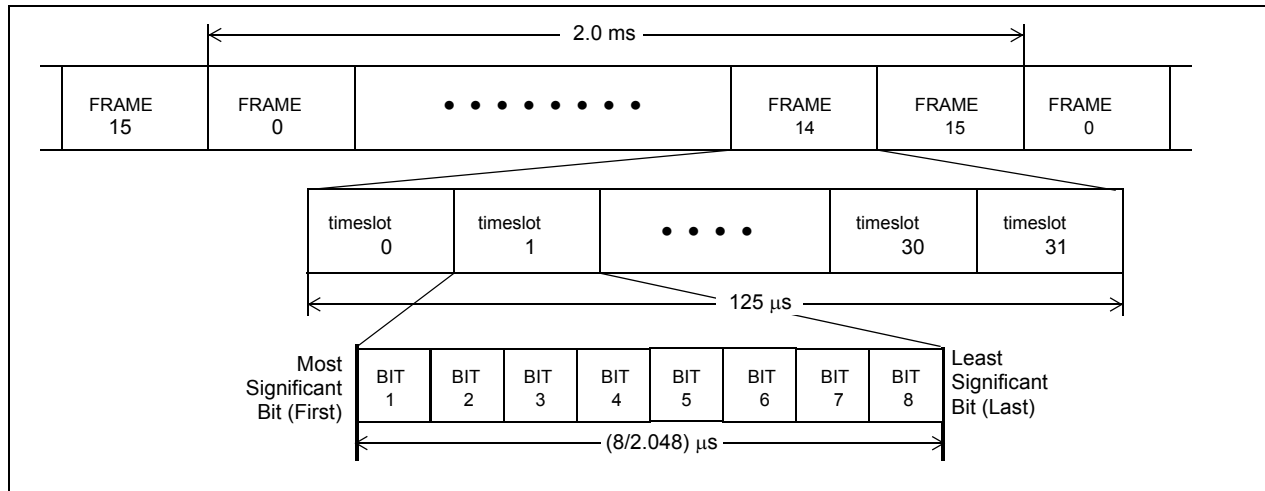 2.0 ms
FRAME
15
FRAME
0
FRAME
14
FRAME
15
FRAME
0
timeslot
0
timeslot
1
timeslot
30
timeslot
31
125 μs
Most
Significant
Bit (First)
BIT
1
BIT
2
BIT
3
BIT
4
BIT
5
BIT
6
BIT
7
BIT
8
Least
Significant
Bit (Last)
(8/2.048) μs